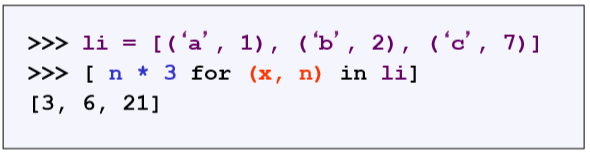 >>> li = [(‘a’, 1), (‘b’, 2), (‘c’, 7)]
>>> [ n * 3 for (x, n) in li]
[3, 6, 21]